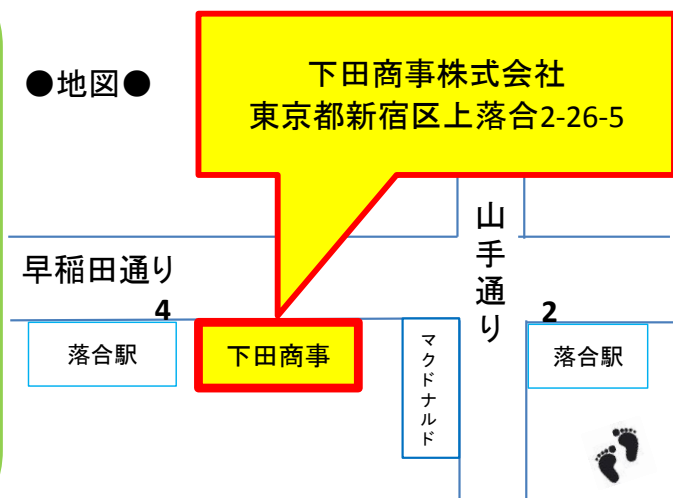 ●地図●
下田商事株式会社
東京都新宿区上落合2-26-5
山手通り
早稲田通り
4
2
落合駅
下田商事
マクドナルド
落合駅